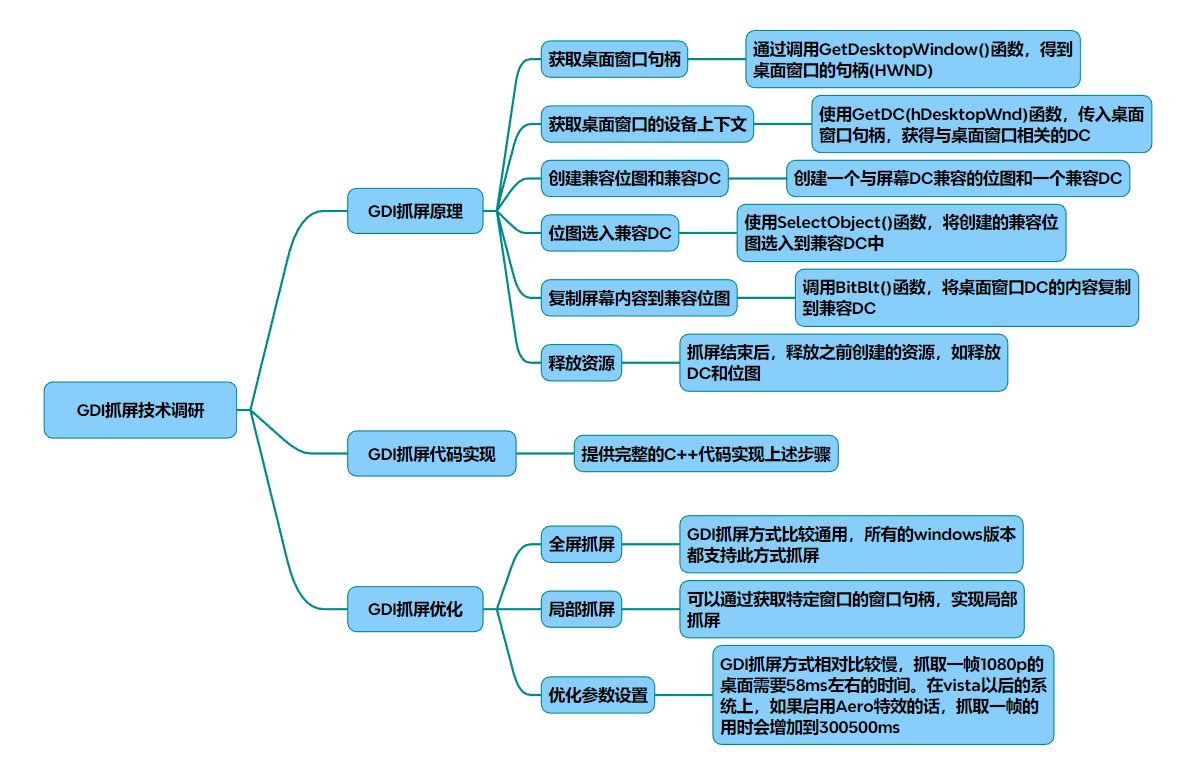 获取桌面窗口句柄
通过调用GetDesktopWindow()函数，得到
桌面窗口的句柄(HWND)
获取桌面窗口的设备上下文
使用GetDC(hDesktopWnd)函数，传入桌面
窗口句柄，获得与桌面窗口相关的DC
创建兼容位图和兼容DC
创建一个与屏幕DC兼容的位图和一个兼容DC
GDI抓屏原理
位图选入兼容DC
使用SelectObject()函数，将创建的兼容位
图选入到兼容DC中
复制屏幕内容到兼容位图
调用BitBlt()函数，将桌面窗口DC的内容复制
到兼容DC
释放资源
抓屏结束后，释放之前创建的资源，如释放
DC和位图
GDI抓屏技术调研
GDI抓屏代码实现
提供完整的C++代码实现上述步骤
全屏抓屏
GDI抓屏方式比较通用，所有的windows版本
都支持此方式抓屏
GDI抓屏优化
局部抓屏
可以通过获取特定窗口的窗口句柄，实现局部
抓屏
优化参数设置
GDI抓屏方式相对比较慢，抓取一帧1080p的
桌面需要58ms左右的时间。在vista以后的系
统上，如果启用Aero特效的话，抓取一帧的
用时会增加到300500ms